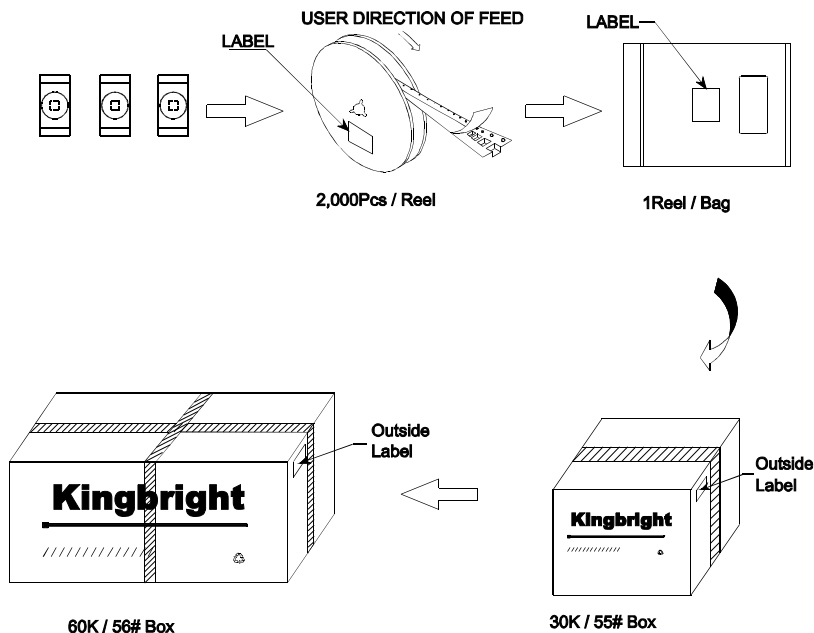 USER DIRECTION OF FEED
LABEL
LABEL
2,000Pcs / Reel
1Reel / Bag
Outside
Label
Kingbright
60K / 56# Box
Outside
Label
Kingbright
30K / 55# Box